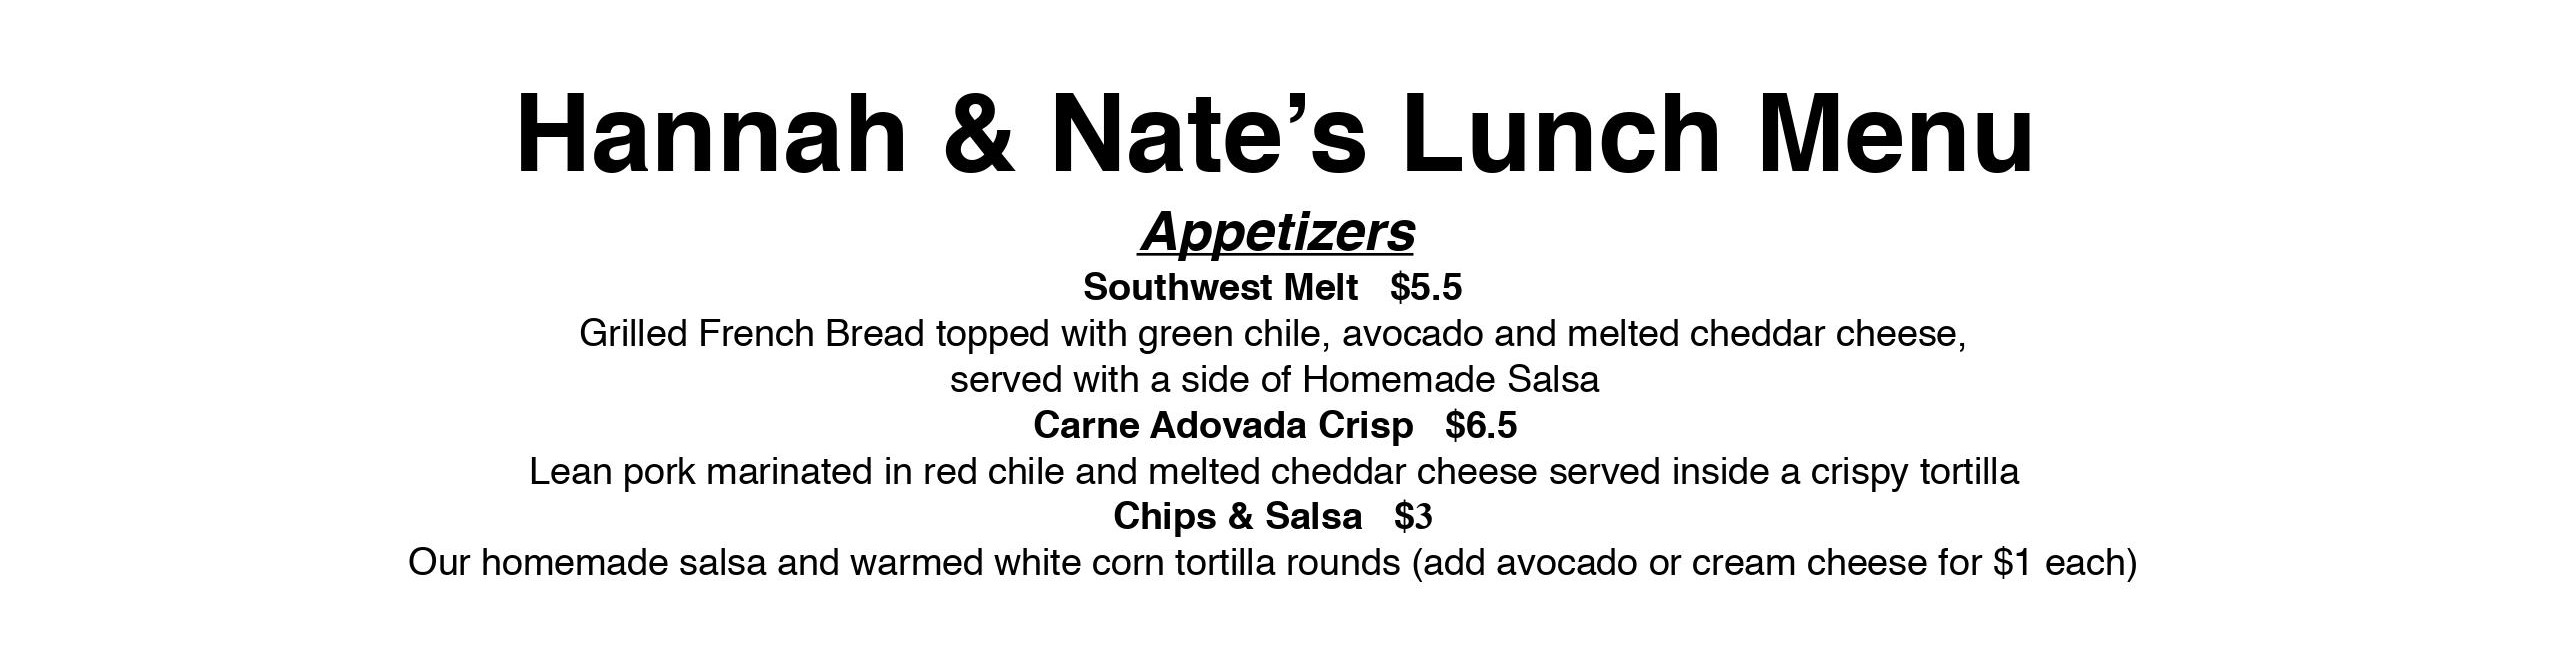 Hannah & Nate’s Lunch Menu
Appetizers
Southwest Melt $5.5
Grilled French Bread topped with green chile, avocado and melted cheddar cheese,
served with a side of Homemade Salsa
Carne Adovada Crisp $6.5
Lean pork marinated in red chile and melted cheddar cheese served inside a crispy tortilla
Chips & Salsa $3
Our homemade salsa and warmed white corn tortilla rounds (add avocado or cream cheese for $1 each)